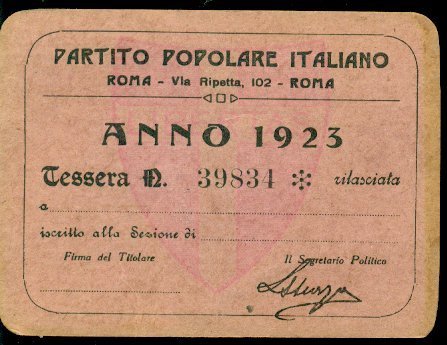 PARTITO POPOLARE ITALIANO
ROMA - Via Ripetta, 102 - ROMA
ANNO 1923
Tessera N. 39834 rilasciata
a
iscritto alla Sezione di
Firma del Titolare
Il Segretario Politico
LSturzo